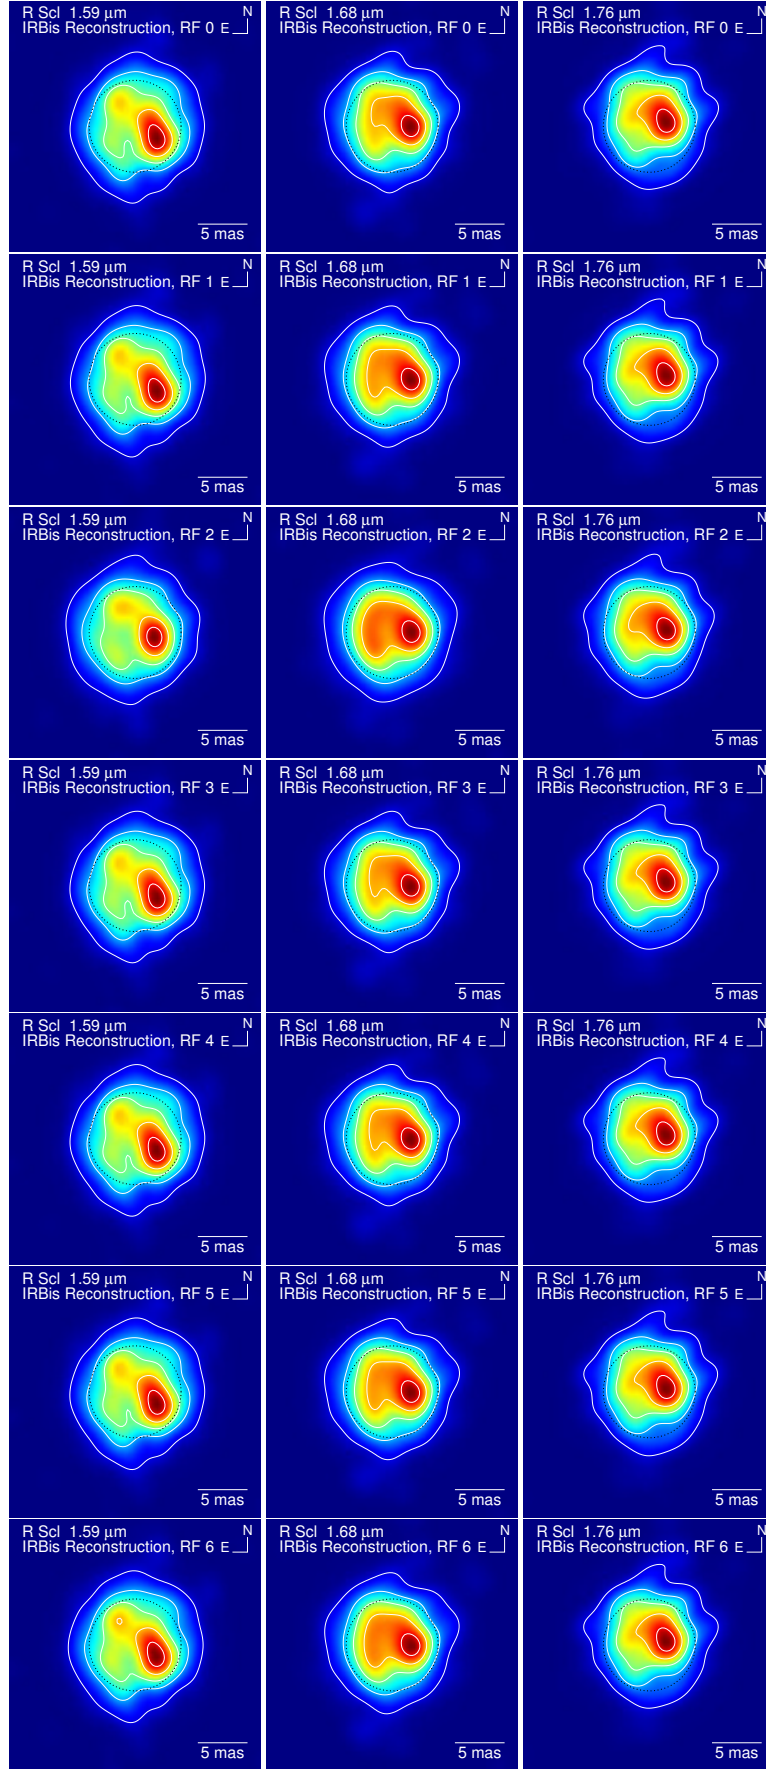 R Scl 1.59 μm N
IRBis Reconstruction, RF 0 E
5 mas
R Scl 1.68 μm N
IRBis Reconstruction, RF 0 E
5 mas
R Scl 1.76 μm N
IRBis Reconstruction, RF 0 E
5 mas
R Scl 1.59 μm N
IRBis Reconstruction, RF 1 E
5 mas
R Scl 1.68 μm N
IRBis Reconstruction, RF 1 E
5 mas
R Scl 1.76 μm N
IRBis Reconstruction, RF 1 E
5 mas
R Scl 1.59 μm N
IRBis Reconstruction, RF 2 E
5 mas
R Scl 1.68 μm N
IRBis Reconstruction, RF 2 E
5 mas
R Scl 1.76 μm N
IRBis Reconstruction, RF 2 E
5 mas
R Scl 1.59 μm N
IRBis Reconstruction, RF 3 E
5 mas
R Scl 1.68 μm N
IRBis Reconstruction, RF 3 E
5 mas
R Scl 1.76 μm N
IRBis Reconstruction, RF 3 E
5 mas
R Scl 1.59 μm N
IRBis Reconstruction, RF 4 E
5 mas
R Scl 1.68 μm N
IRBis Reconstruction, RF 4 E
5 mas
R Scl 1.76 μm N
IRBis Reconstruction, RF 4 E
5 mas
R Scl 1.59 μm N
IRBis Reconstruction, RF 5 E
5 mas
R Scl 1.68 μm N
IRBis Reconstruction, RF 5 E
5 mas
R Scl 1.76 μm N
IRBis Reconstruction, RF 5 E
5 mas
R Scl 1.59 μm N
IRBis Reconstruction, RF 6 E
5 mas
R Scl 1.68 μm N
IRBis Reconstruction, RF 6 E
5 mas
R Scl 1.76 μm N
IRBis Reconstruction, RF 6 E
5 mas